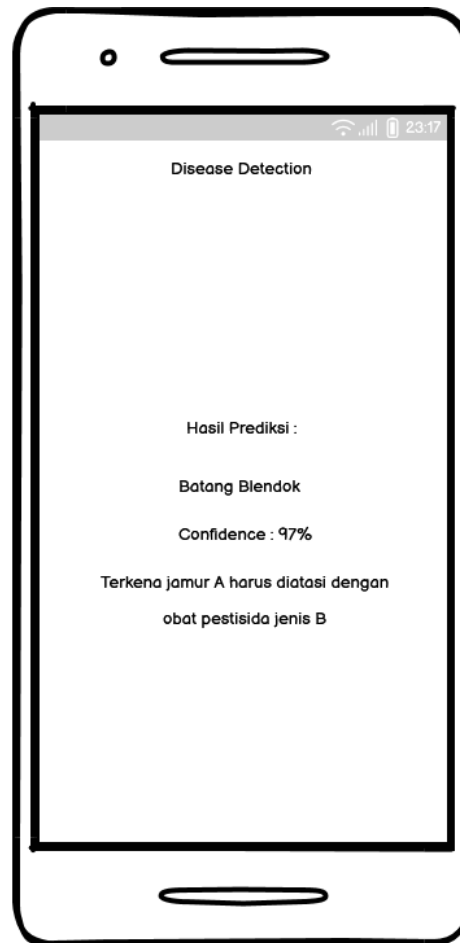 23:17
Disease Detection
Hasil Prediksi :
Batang Blendok
Confidence : 97%
Terkena jamur A harus diatasi dengan
obat pestisida jenis B